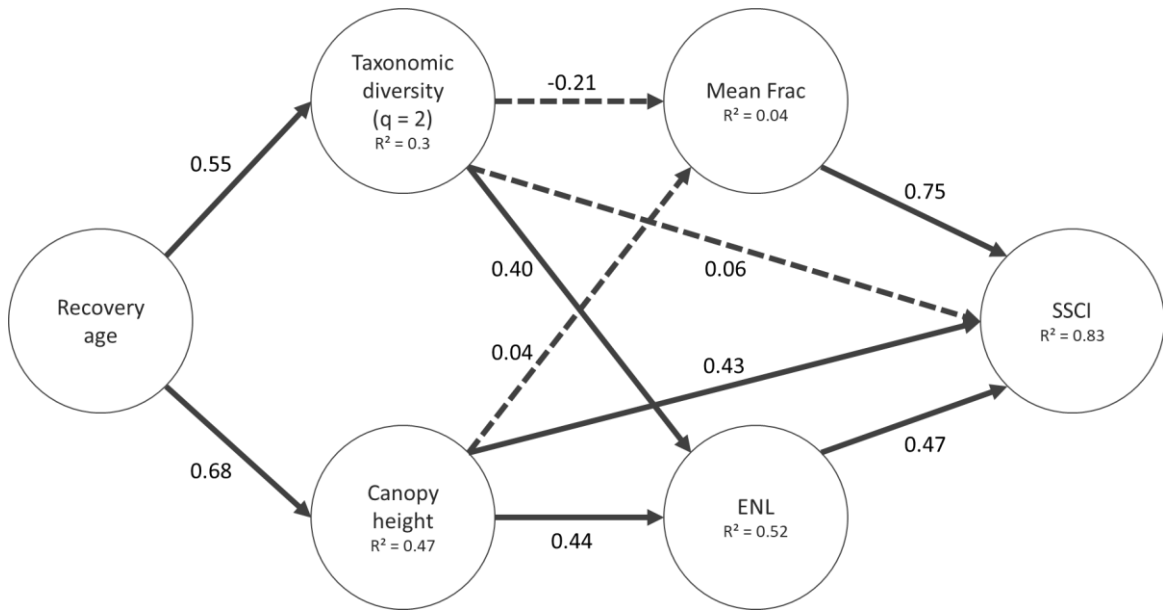 Taxonomic
diversity
(q = 2)
R² = 0.3
-0.21
Mean Frac
R² = 0.04
0.55
0.75
0.40
0.06
Recovery
age
SSCI
R² = 0.83
0.04
0.43
0.68
0.47
Canopy
height
R² = 0.47
0.44
ENL
R² = 0.52